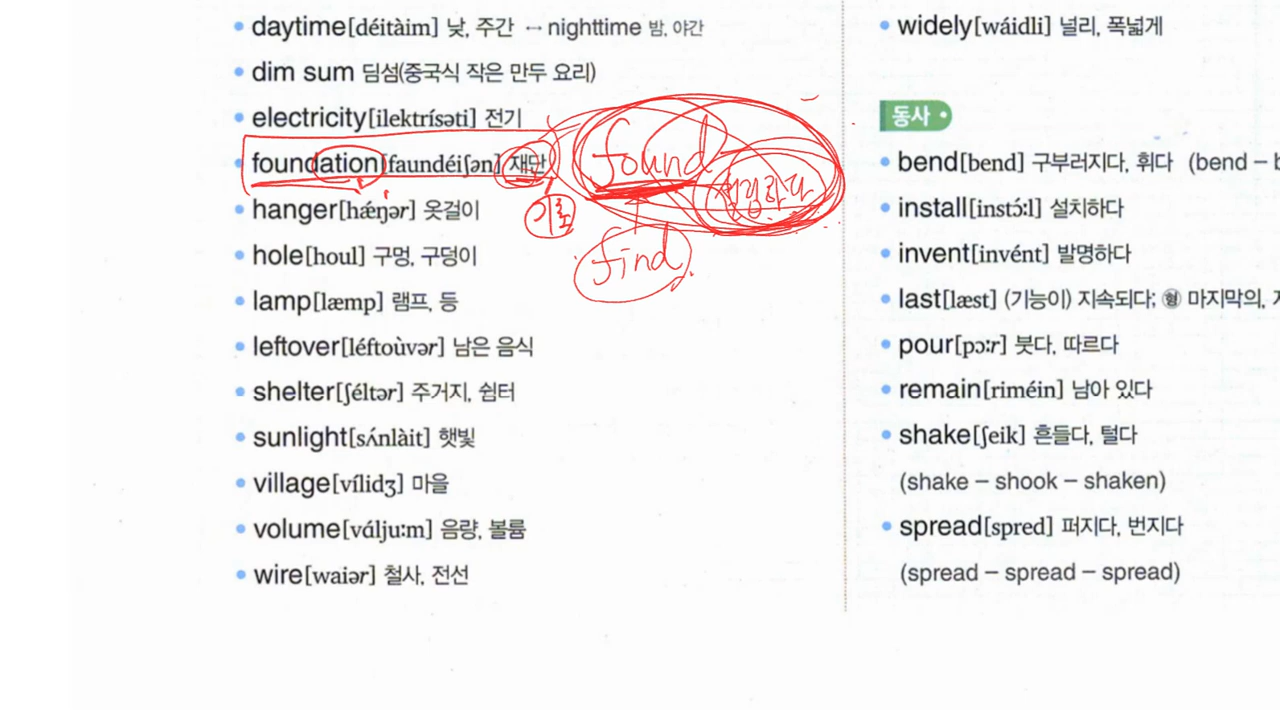 daytime[déitàim] 낮, 주간 ↔ nighttime 밤, 야간
dim sum 딤섬(중국식 작은 만두 요리)
electricity[ilektrísəti] 전기
foundation[faundéiʃən] 재단
found
기초
find
hanger[hǽŋər] 옷걸이
hole[houl] 구멍, 구덩이
lamp[læmp] 램프, 등
leftover[léftoùvər] 남은 음식
shelter[ʃéltər] 주거지, 쉼터
sunlight[sʌ́nlàit] 햇빛
village[vílidʒ] 마을
volume[válju:m] 음량, 볼륨
wire[waiər] 철사, 전선
widely[wáidli] 널리, 폭넓게
동사
bend[bend] 구부러지다, 휘다 (bend – b
install[instɔ́:l] 설치하다
invent[invént] 발명하다
last[læst] (기능이) 지속되다; 형 마지막의,
pour[pɔ:r] 붓다, 따르다
remain[riméin] 남아 있다
shake[ʃeik] 흔들다, 털다
(shake – shook – shaken)
spread[spred] 퍼지다, 번지다
(spread – spread – spread)